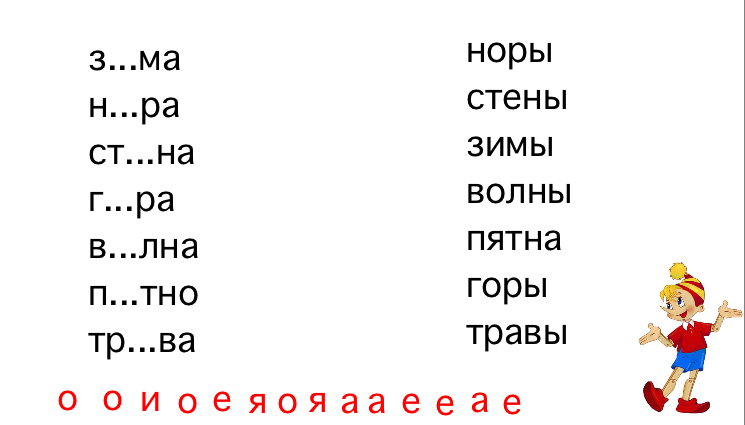 з...ма
н...ра
ст...на
г...ра
в...лна
п...тно
тр...ва
норы
стены
зимы
волны
пятна
горы
травы
о о и о е я о я а а е е а е